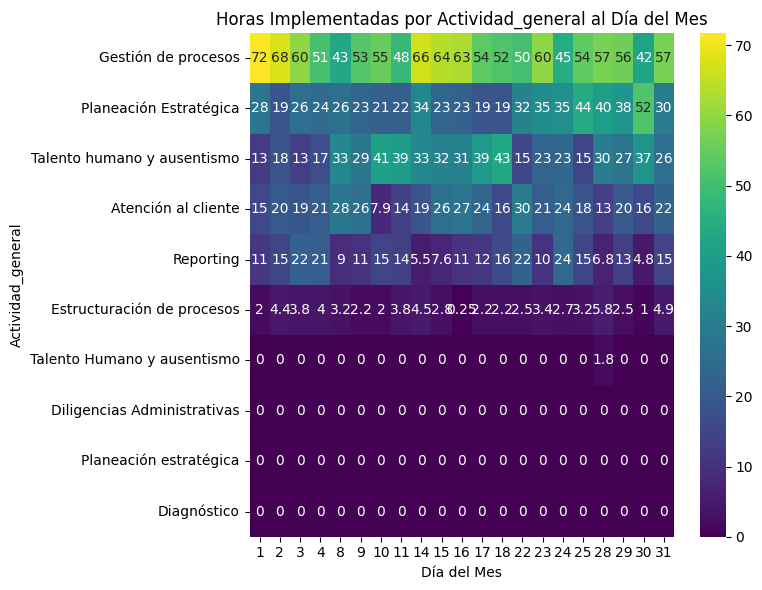 Horas Implementadas por Actividad_general al Día del Mes
Gestión de procesos 72 68 60 51 43 53 55 48 66 64 63 54 52 50 60 45 54 57 56 42 57
Planeación Estratégica 28 19 26 24 26 23 21 22 34 23 23 19 19 32 35 35 44 40 38 52 30
Talento humano y ausentismo 13 18 13 17 33 29 41 39 33 32 31 39 43 15 23 23 15 30 27 37 26
Atención al cliente 15 20 19 21 28 26 7.9 14 19 26 27 24 16 30 21 24 18 13 20 16 22
Reporting 11 15 22 21 9 11 15 14 5.5 7.6 11 12 16 22 10 24 15 6.8 13 4.8 15
Estructuración de procesos 2 4.4 3.8 4 3.2 2.2 2 3.8 4.5 2.8 0.25 2.2 2.2 2.5 3.4 2.7 3.2 5.8 2.5 1 4.9
Talento Humano y ausentismo 0 0 0 0 0 0 0 0 0 0 0 0 0 0 0 0 0 1.8 0 0 0
Diligencias Administrativas 0 0 0 0 0 0 0 0 0 0 0 0 0 0 0 0 0 0 0 0 0
Planeación estratégica 0 0 0 0 0 0 0 0 0 0 0 0 0 0 0 0 0 0 0 0 0
Diagnóstico 0 0 0 0 0 0 0 0 0 0 0 0 0 0 0 0 0 0 0 0 0
1 2 3 4 8 9 10 11 14 15 16 17 18 22 23 24 25 28 29 30 31
Día del Mes
Actividad_general
70
60
50
40
30
20
10
0